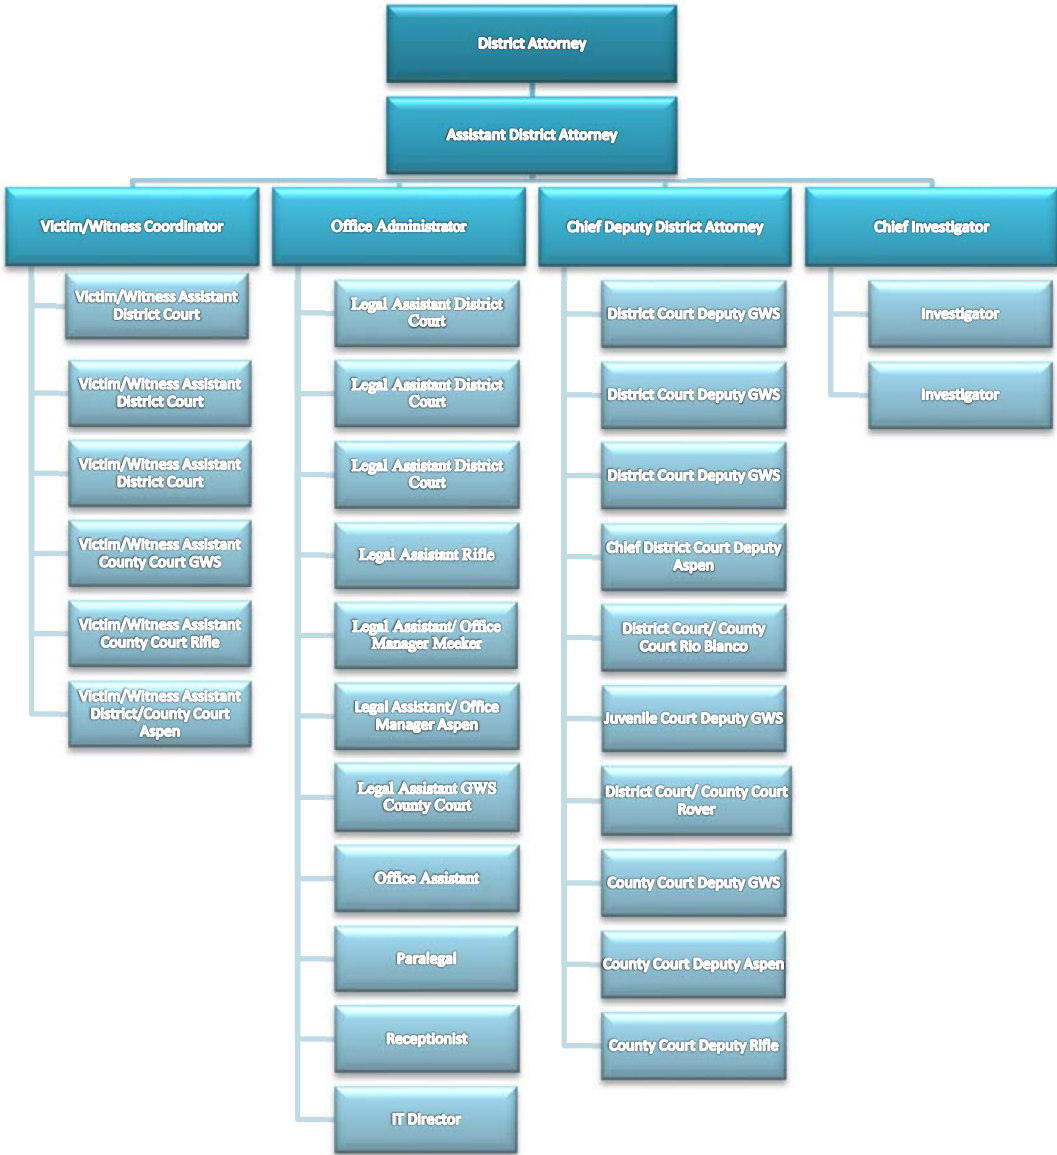 District Attorney
Assistant District Attorney
Victim/Witness Coordinator
Victim/Witness Assistant
District Court
Victim/Witness Assistant
District Court
Victim/Witness Assistant
District Court
Victim/Witness Assistant
County Court GWS
Victim/Witness Assistant
County Court Rifle
Victim/Witness Assistant
District/County Court
Aspen
Office Administrator
Legal Assistant District
Court
Legal Assistant District
Court
Legal Assistant District
Court
Legal Assistant Rifle
Legal Assistant/ Office
Manager Meeker
Legal Assistant/ Office
Manager Aspen
Legal Assistant GWS
County Court
Office Assistant
Paralegal
Receptionist
IT Director
Chief Deputy District Attorney
District Court Deputy GWS
District Court Deputy GWS
District Court Deputy GWS
Chief District Court Deputy
Aspen
District Court/ County
Court Rio Blanco
Juvenile Court Deputy GWS
District Court/ County Court
Rover
County Court Deputy GWS
County Court Deputy Aspen
County Court Deputy Rifle
Chief Investigator
Investigator
Investigator